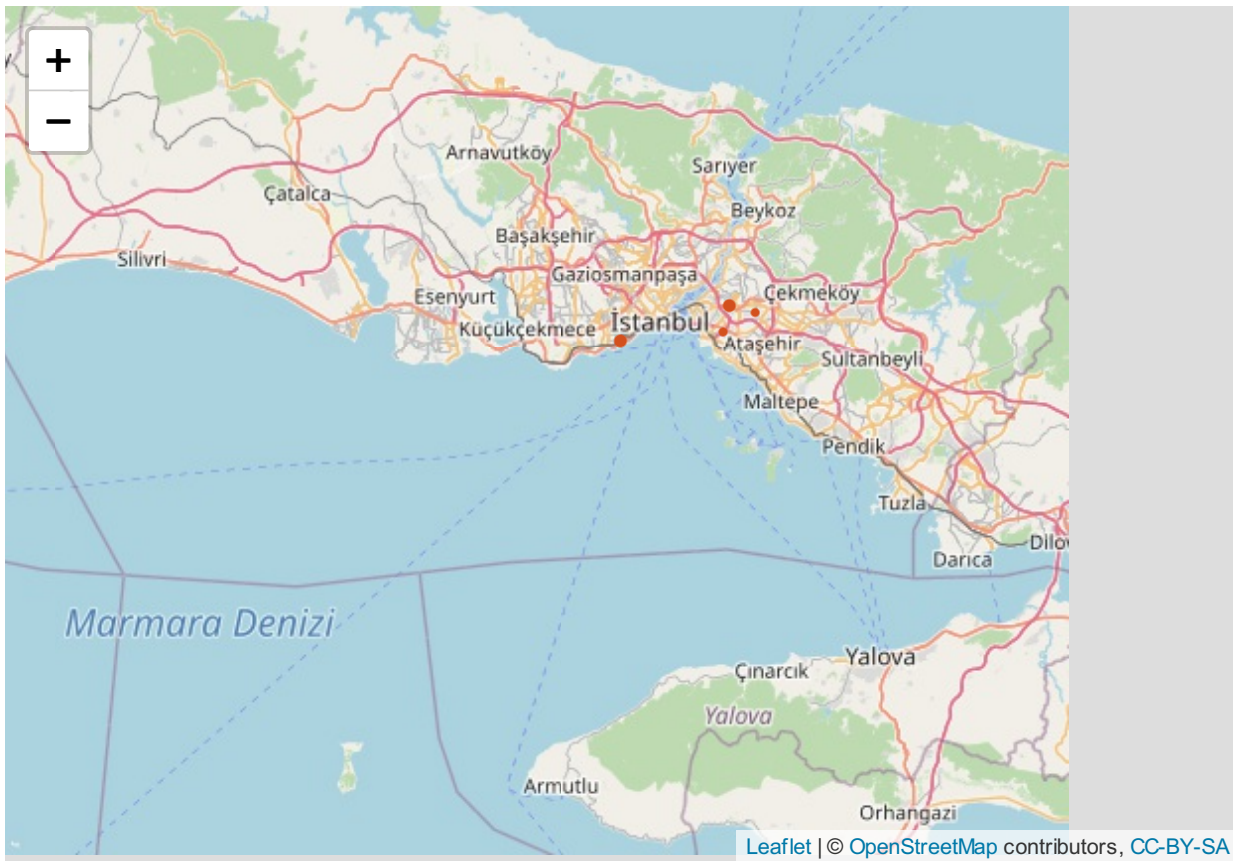 +
−
Arnavutköy
Sarıyer
Çatalca
Beykoz
Başakşehir
Silivri
Gaziosmanpaşa
Esenyurt
Çekmeköy
Küçükçekmece
İstanbul
Ataşehir
Sultanbeyli
Maltepe
Pendik
Tuzla
Darıca
Dilo
Marmara Denizi
Yalova
Çınarcık
Yalova
Armutlu
Orhangazi
Leaflet | © OpenStreetMap contributors, CC-BY-SA